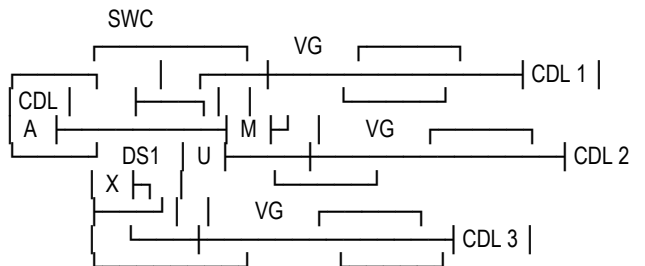 SWC
VG
CDL 1
CDL
A M VG
DS1 U CDL 2
X
VG
CDL 3